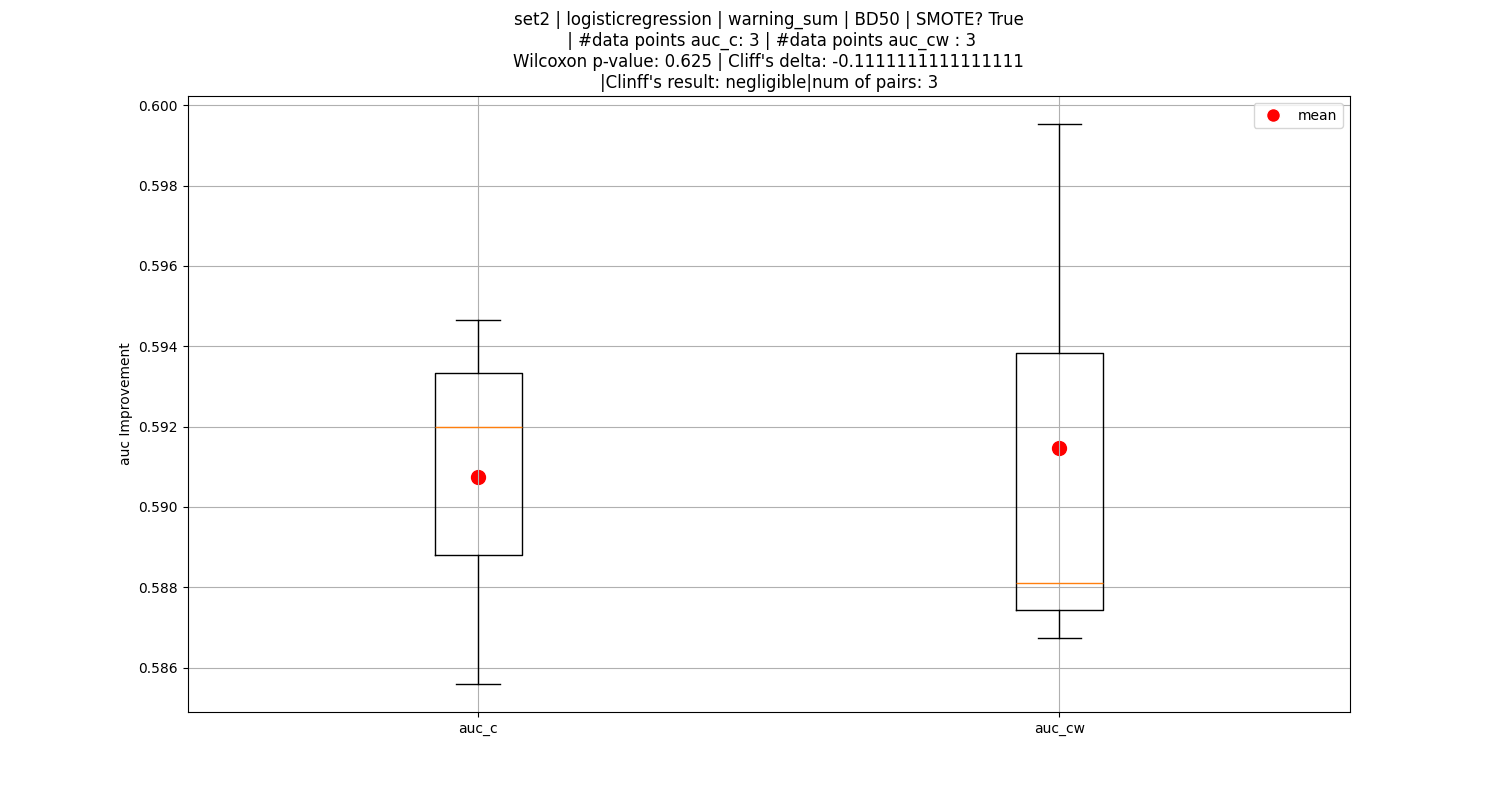 set2 | logisticregression | warning_sum | BD50 | SMOTE? True
| #data points auc_c: 3 | #data points auc_cw : 3
Wilcoxon p-value: 0.625 | Cliff's delta: -0.1111111111111111
|Clinff's result: negligible|num of pairs: 3
mean
0.600
0.598
0.596
0.594
0.592
0.590
0.588
0.586
auc Improvement
auc_c
auc_cw